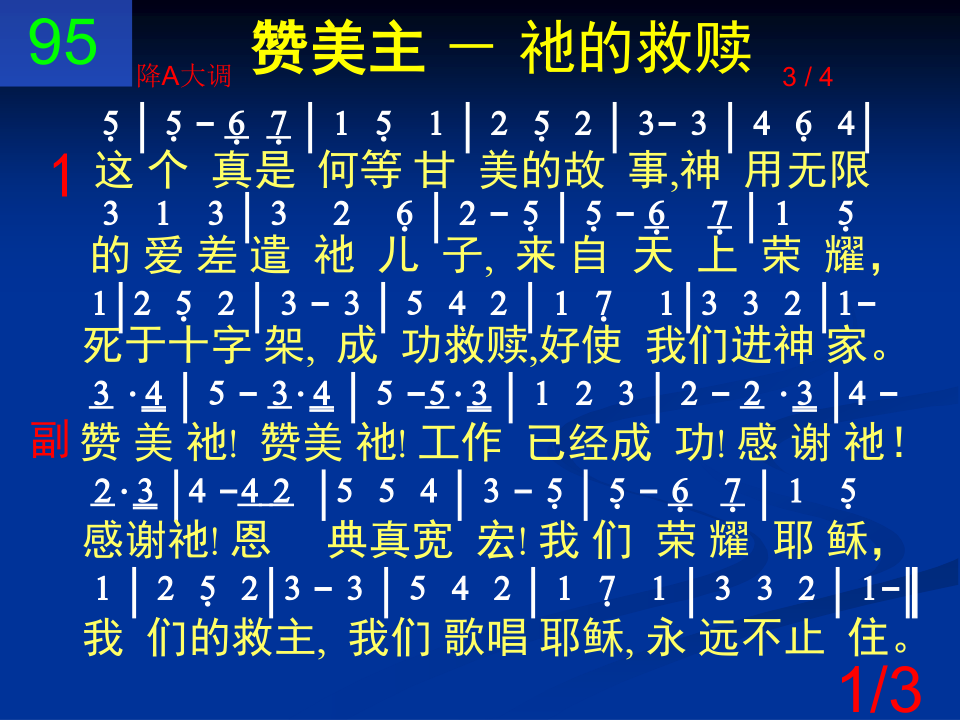 95 赞美主 － 祂的救赎
降A大调 3 / 4
5̣ | 5̣ - 6̣ 7̣ | 1 5̣ 1 | 2 5̣ 2 | 3- 3 | 4 6̣ 4|
1 这 个 真是 何等 甘 美的故 事,神 用无限
3 1 3 | 3 2 6̣ | 2 - 5̣ | 5̣ - 6̣ 7̣ | 1 5̣
的 爱 差 遣 祂 儿 子, 来 自 天 上 荣 耀，
1|2 5̣ 2 | 3 - 3 | 5 4 2 | 1 7̣ 1|3 3 2 |1-
死于十字 架, 成 功救赎,好使 我们进神 家。
3 · 4 | 5 - 3 · 4 | 5 -5 · 3 | 1 2 3 | 2 - 2 · 3 |4 -
副 赞 美 祂! 赞美 祂! 工作 已经成 功! 感 谢 祂！
2 · 3 |4 -4 2 |5 5 4 | 3 - 5̣ | 5̣ - 6̣ 7̣ | 1 5̣
感谢祂! 恩 典真宽 宏! 我 们 荣 耀 耶 稣，
1 | 2 5̣ 2|3 - 3 | 5 4 2 | 1 7̣ 1 | 3 3 2 | 1-‖
我 们的救主, 我们 歌唱 耶稣, 永 远不止 住。
1/3